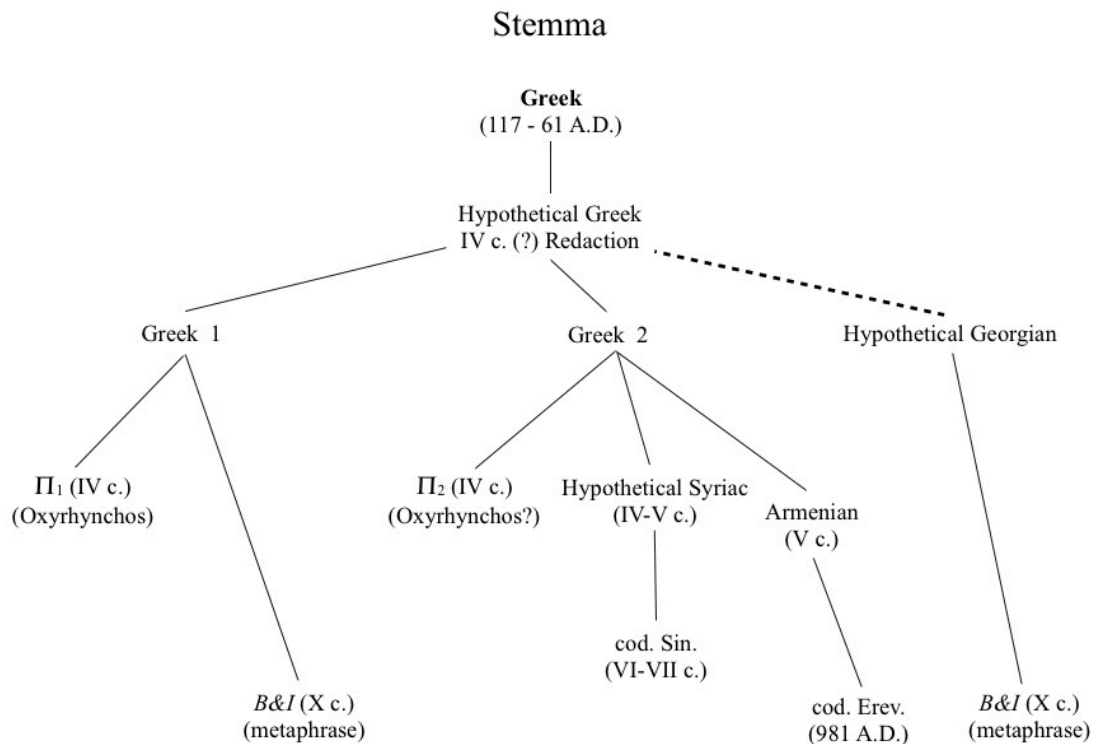 Stemma
Greek
(117 - 61 A.D.)
Hypothetical Greek
IV c. (?) Redaction
Greek 1
Greek 2
Hypothetical Georgian
Π₁ (IV c.)
(Oxyrhynchos)
Π₂ (IV c.)
(Oxyrhynchos?)
Hypothetical Syriac
(IV-V c.)
Armenian
(V c.)
cod. Sin.
(VI-VII c.)
B&I (X c.)
(metaphrase)
cod. Erev.
(981 A.D.)
B&I (X c.)
(metaphrase)